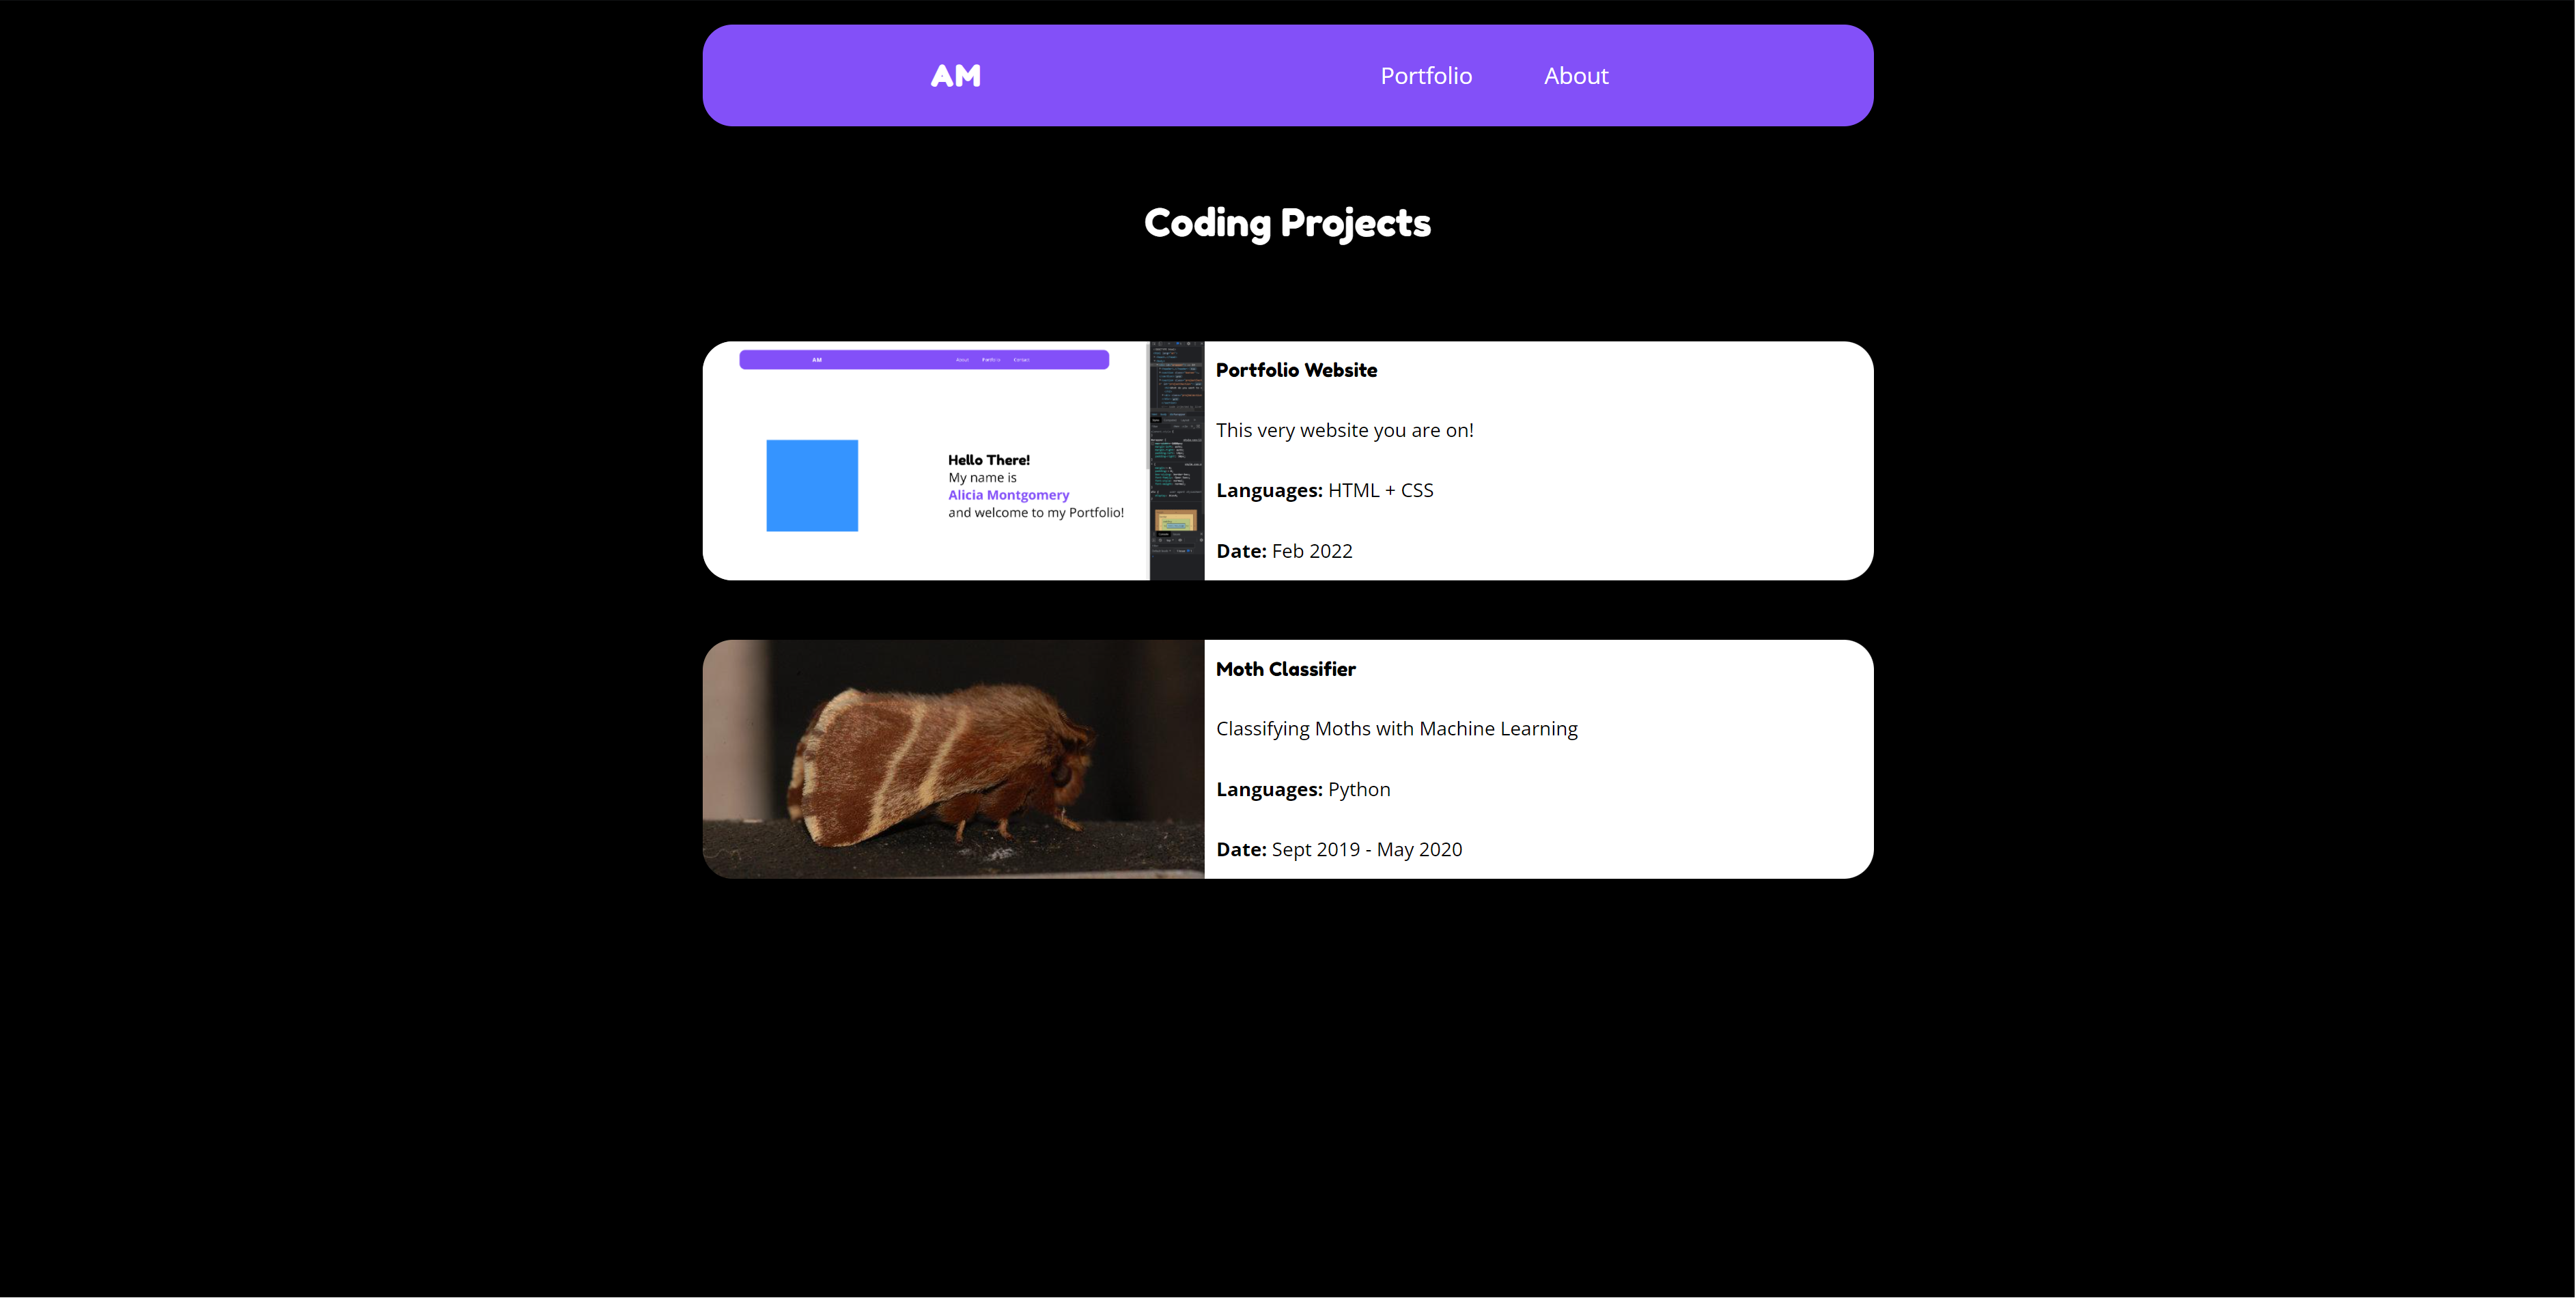 AM
Portfolio
About
Coding Projects
AM
About
Portfolio
Contact
Hello There!
My name is
Alicia Montgomery
and welcome to my Portfolio!
Portfolio Website
This very website you are on!
Languages: HTML + CSS
Date: Feb 2022
Moth Classifier
Classifying Moths with Machine Learning
Languages: Python
Date: Sept 2019 - May 2020